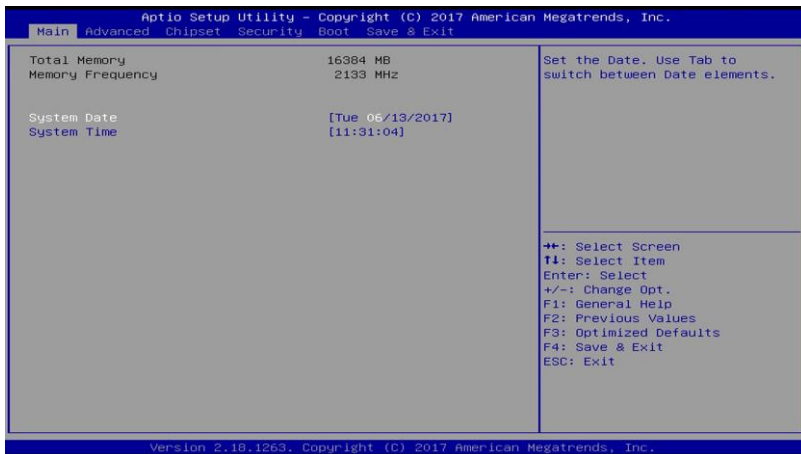 Aptio Setup Utility – Copyright (C) 2017 American Megatrends, Inc.
Main Advanced Chipset Security Boot Save & Exit
Total Memory 16384 MB
Memory Frequency 2133 MHz
System Date [Tue 06/13/2017]
System Time [11:31:04]
Set the Date. Use Tab to
switch between Date elements.
→←: Select Screen
↑↓: Select Item
Enter: Select
+/-: Change Opt.
F1: General Help
F2: Previous Values
F3: Optimized Defaults
F4: Save & Exit
ESC: Exit
Version 2.18.1263. Copyright (C) 2017 American Megatrends, Inc.